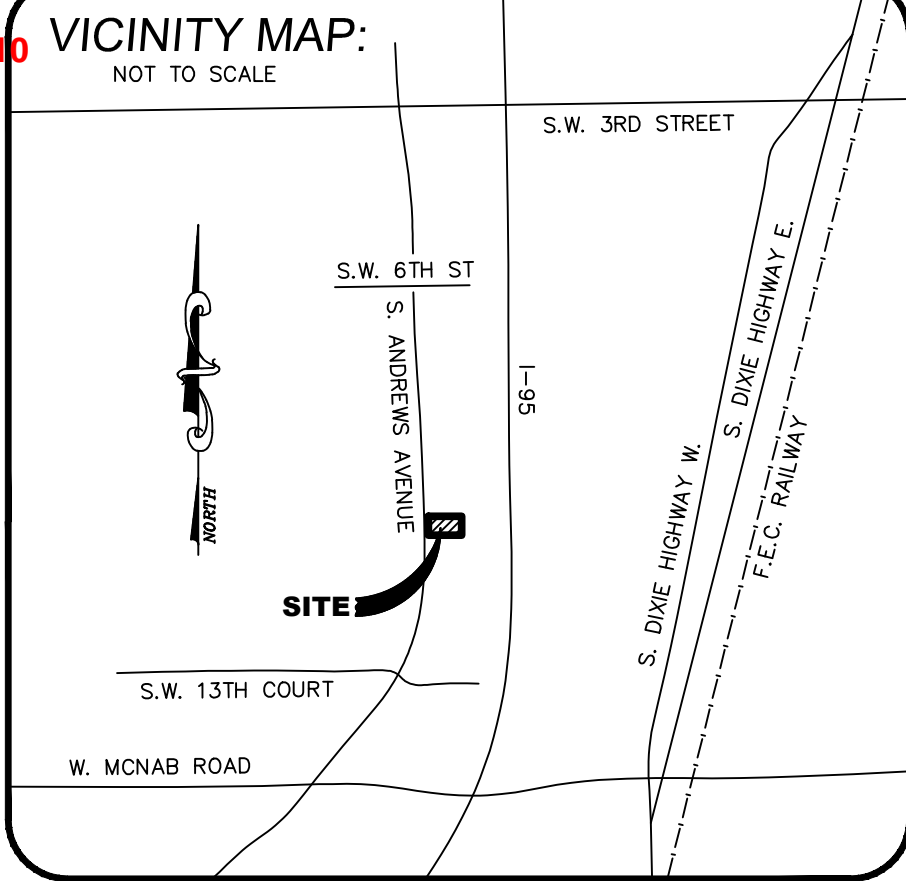 VICINITY MAP:
10
NOT TO SCALE
S.W. 3RD STREET
S.W. 6TH ST
S. ANDREWS AVENUE
I-95
S. DIXIE HIGHWAY E.
S. DIXIE HIGHWAY W.
F.E.C. RAILWAY
NORTH
SITE
S.W. 13TH COURT
W. MCNAB ROAD